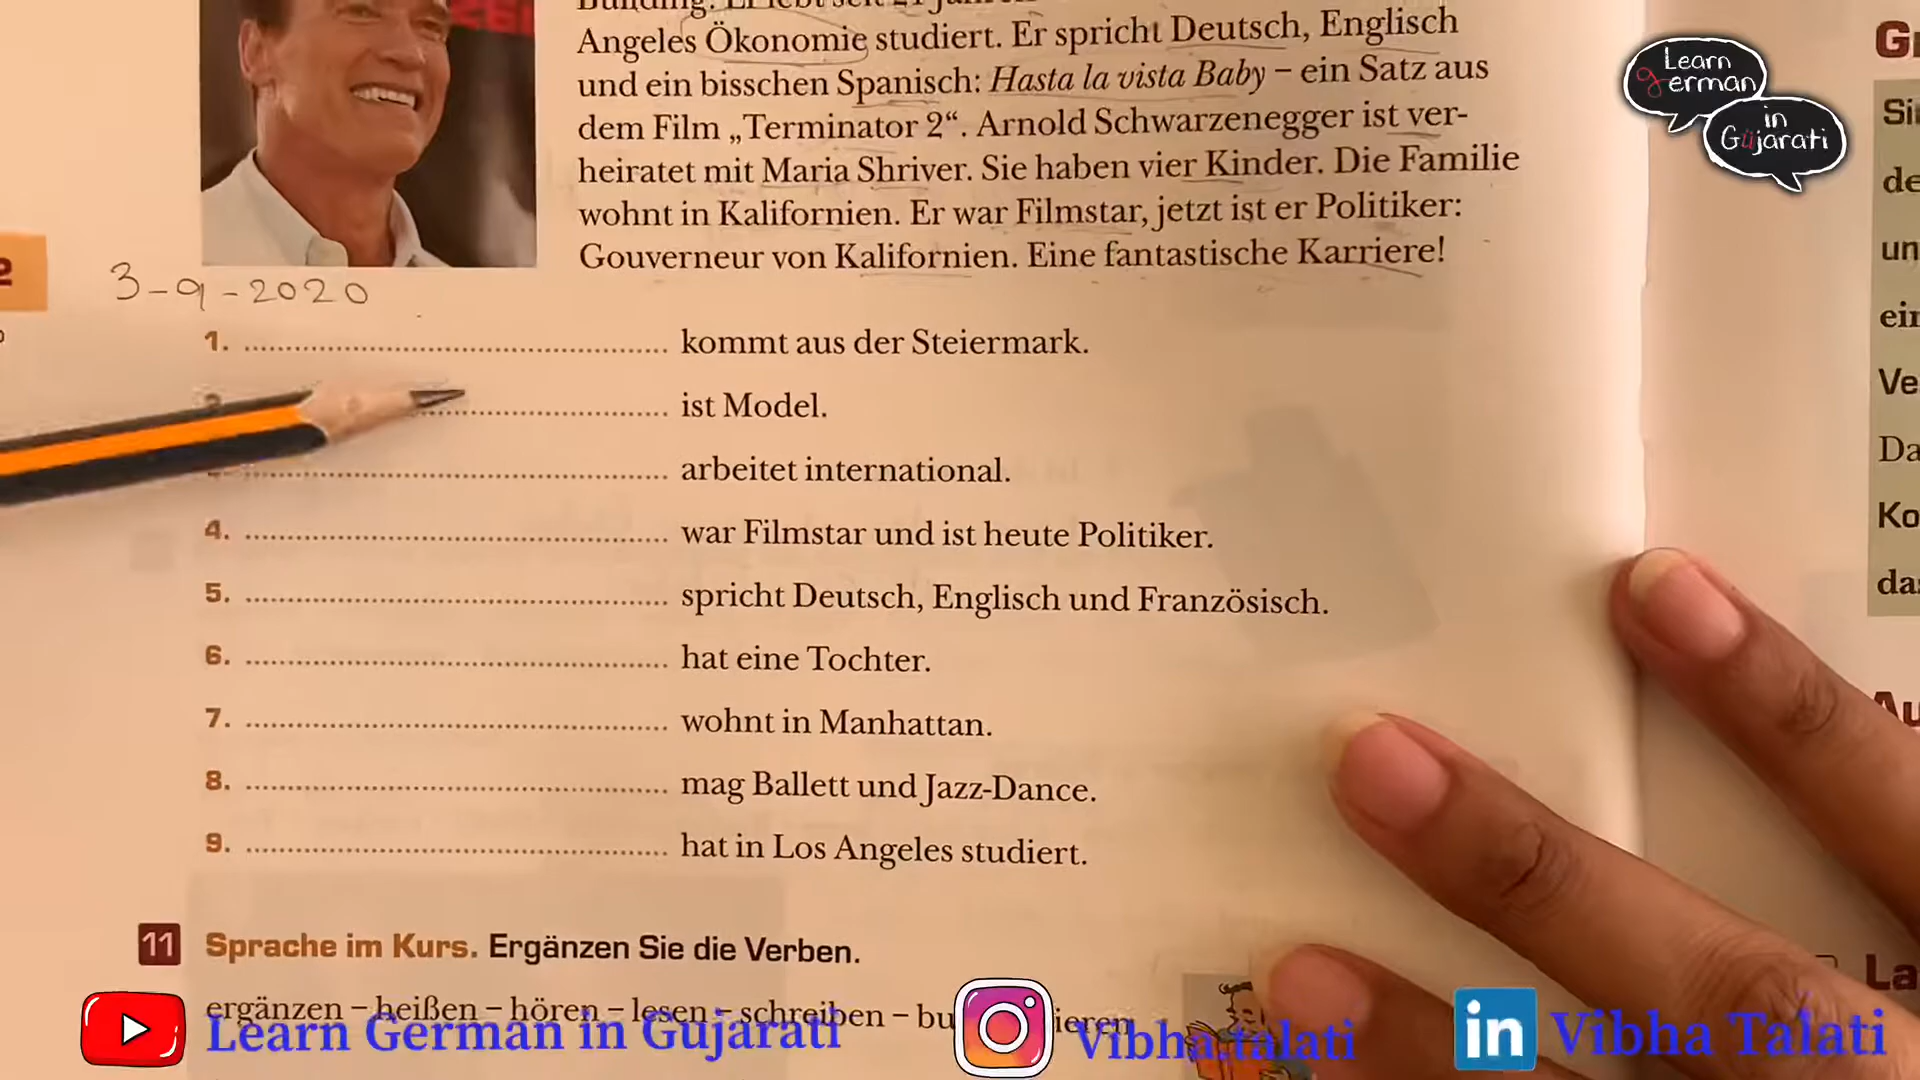 Angeles Ökonomie studiert. Er spricht Deutsch, Englisch
und ein bisschen Spanisch: Hasta la vista Baby – ein Satz aus
dem Film „Terminator 2“. Arnold Schwarzenegger ist ver-
heiratet mit Maria Shriver. Sie haben vier Kinder. Die Familie
wohnt in Kalifornien. Er war Filmstar, jetzt ist er Politiker:
Gouverneur von Kalifornien. Eine fantastische Karriere!
3-9-2020
1. kommt aus der Steiermark.
ist Model.
arbeitet international.
4. war Filmstar und ist heute Politiker.
5. spricht Deutsch, Englisch und Französisch.
6. hat eine Tochter.
7. wohnt in Manhattan.
8. mag Ballett und Jazz-Dance.
9. hat in Los Angeles studiert.
11 Sprache im Kurs. Ergänzen Sie die Verben.
ergänzen – heißen – hören – lesen – schreiben –
Learn
German
in
Gujarati
Learn German in Gujarati
Vibha.talati
in Vibha Talati